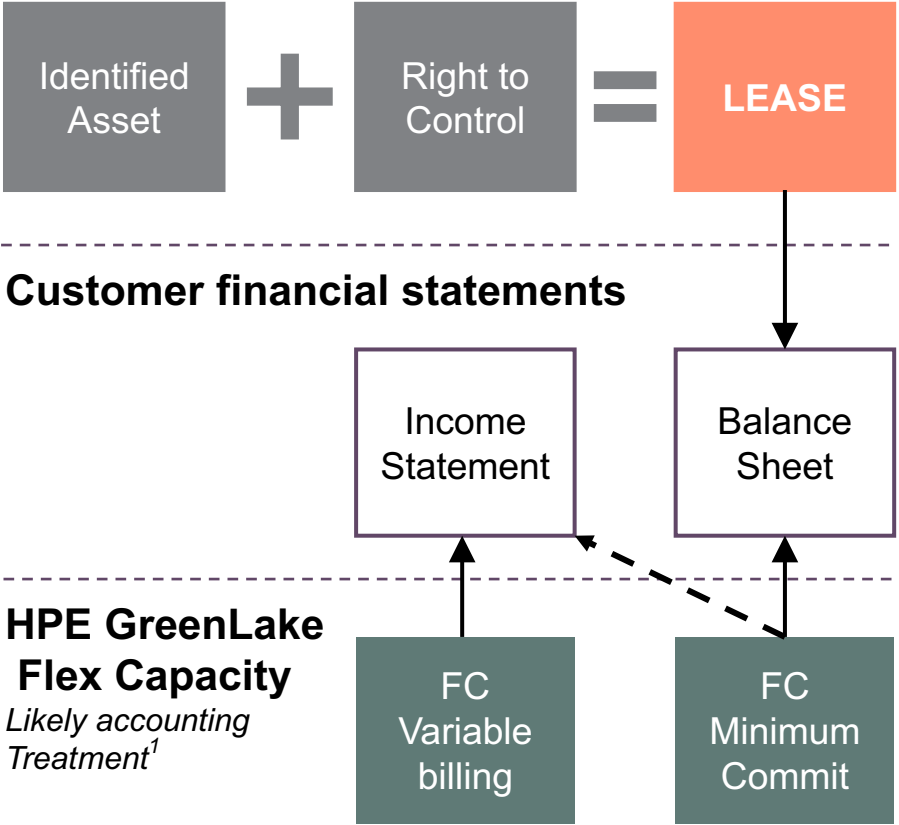 Identified
Asset
Right to
Control
LEASE
Customer financial statements
Income
Statement
Balance
Sheet
HPE GreenLake
Flex Capacity
Likely accounting
Treatment¹
FC
Variable
billing
FC
Minimum
Commit